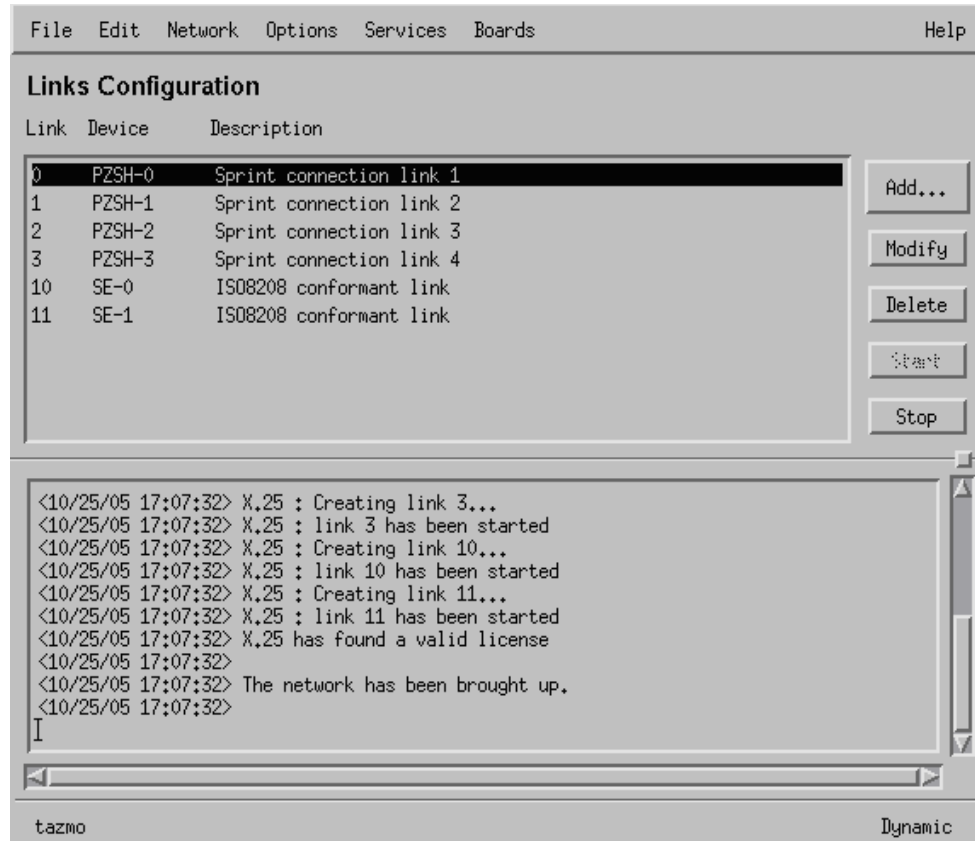 File Edit Network Options Services Boards Help
Links Configuration
Link Device Description
0 PZSH-0 Sprint connection link 1
1 PZSH-1 Sprint connection link 2
2 PZSH-2 Sprint connection link 3
3 PZSH-3 Sprint connection link 4
10 SE-0 ISO8208 conformant link
11 SE-1 ISO8208 conformant link
Add...
Modify
Delete
Start
Stop
<10/25/05 17:07:32> X.25 : Creating link 3...
<10/25/05 17:07:32> X.25 : link 3 has been started
<10/25/05 17:07:32> X.25 : Creating link 10...
<10/25/05 17:07:32> X.25 : link 10 has been started
<10/25/05 17:07:32> X.25 : Creating link 11...
<10/25/05 17:07:32> X.25 : link 11 has been started
<10/25/05 17:07:32> X.25 has found a valid license
<10/25/05 17:07:32>
<10/25/05 17:07:32> The network has been brought up.
<10/25/05 17:07:32>
tazmo Dynamic